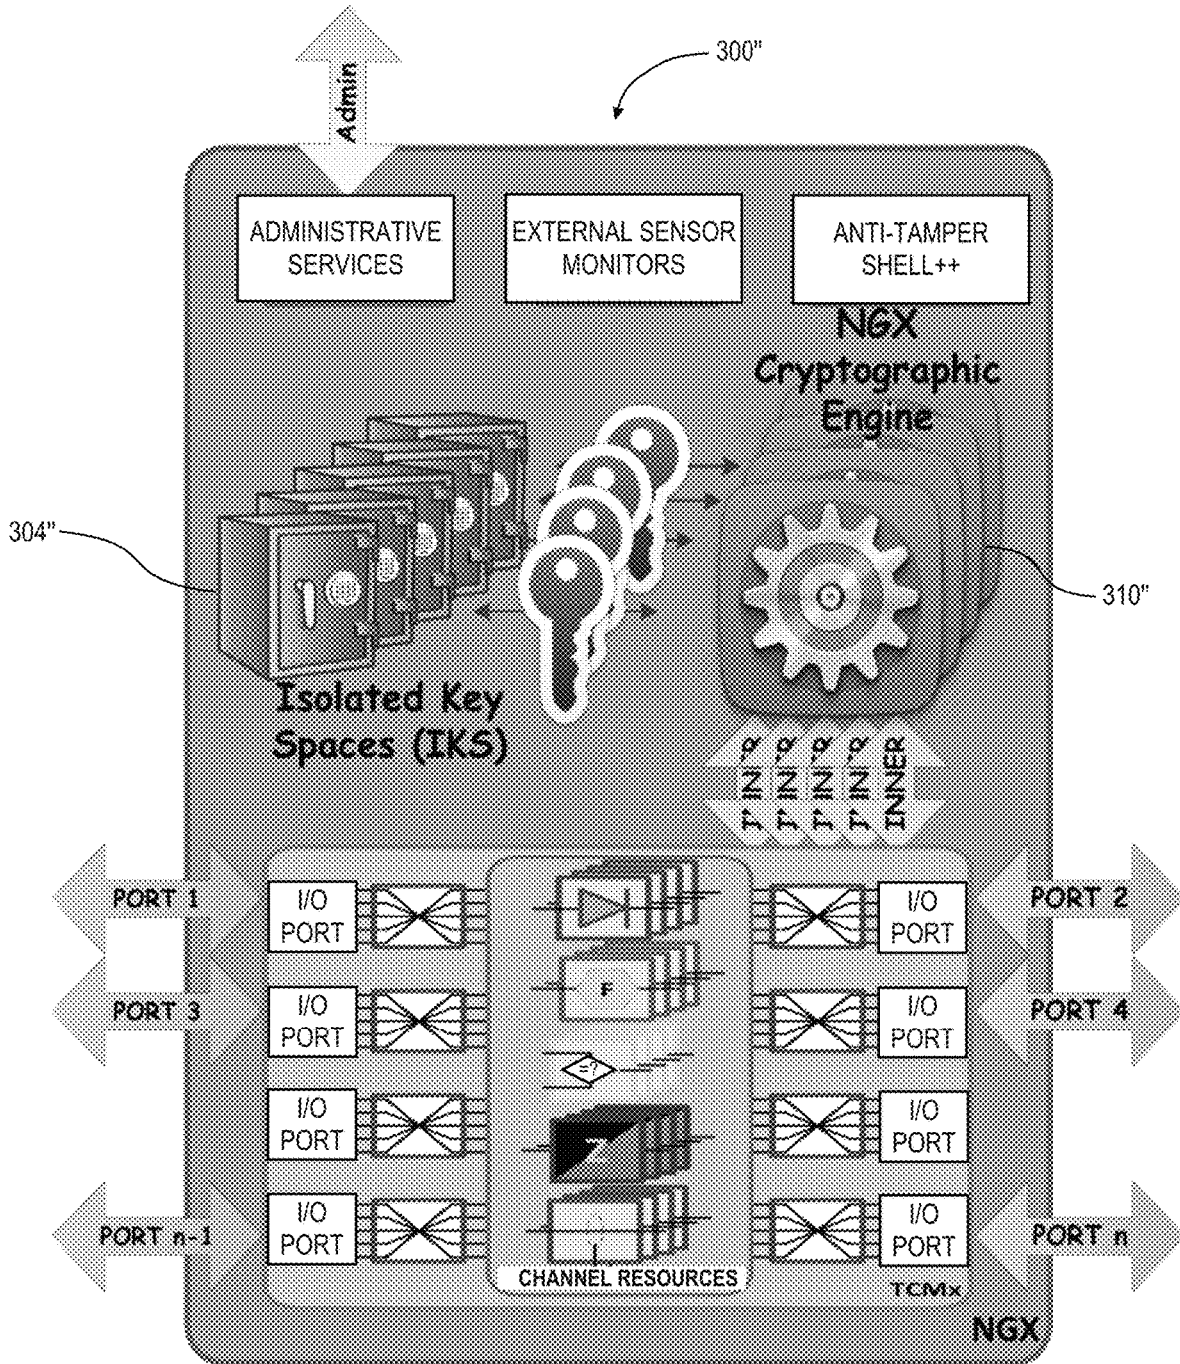 300"
Admin
ADMINISTRATIVE
SERVICES
EXTERNAL SENSOR
MONITORS
ANTI-TAMPER
SHELL++
NGX
Cryptographic
Engine
304"
310"
Isolated Key
Spaces (IKS)
INNER
PORT 1
I/O
PORT
I/O
PORT
PORT 2
PORT 3
I/O
PORT
F
I/O
PORT
PORT 4
=?
I/O
PORT
I/O
PORT
PORT n-1
I/O
PORT
I/O
PORT
PORT n
CHANNEL RESOURCES
TCMx
NGX